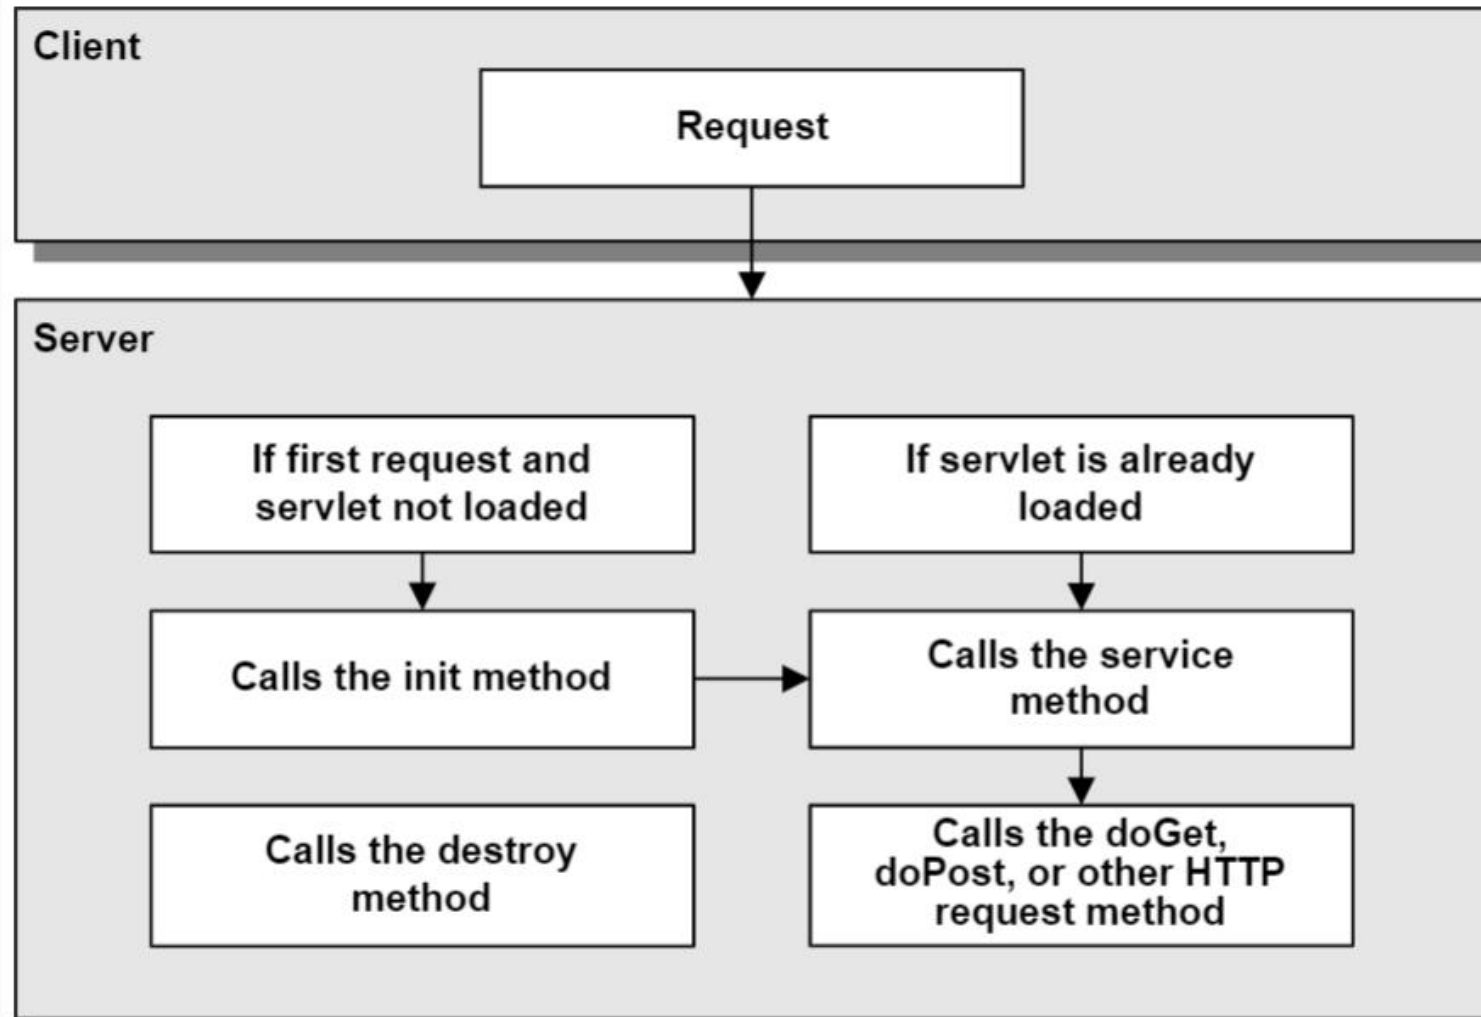 Client
Request
Server
If first request and
servlet not loaded
If servlet is already
loaded
Calls the init method
Calls the service
method
Calls the destroy
method
Calls the doGet,
doPost, or other HTTP
request method